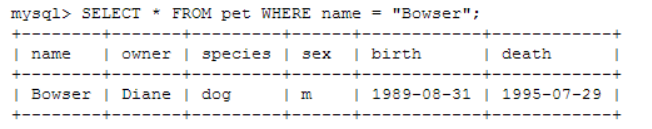 mysql> SELECT * FROM pet WHERE name = "Bowser";
+--------+-------+---------+------+------------+------------+
| name   | owner | species | sex  | birth      | death      |
+--------+-------+---------+------+------------+------------+
| Bowser | Diane | dog     | m    | 1989-08-31 | 1995-07-29 |
+--------+-------+---------+------+------------+------------+